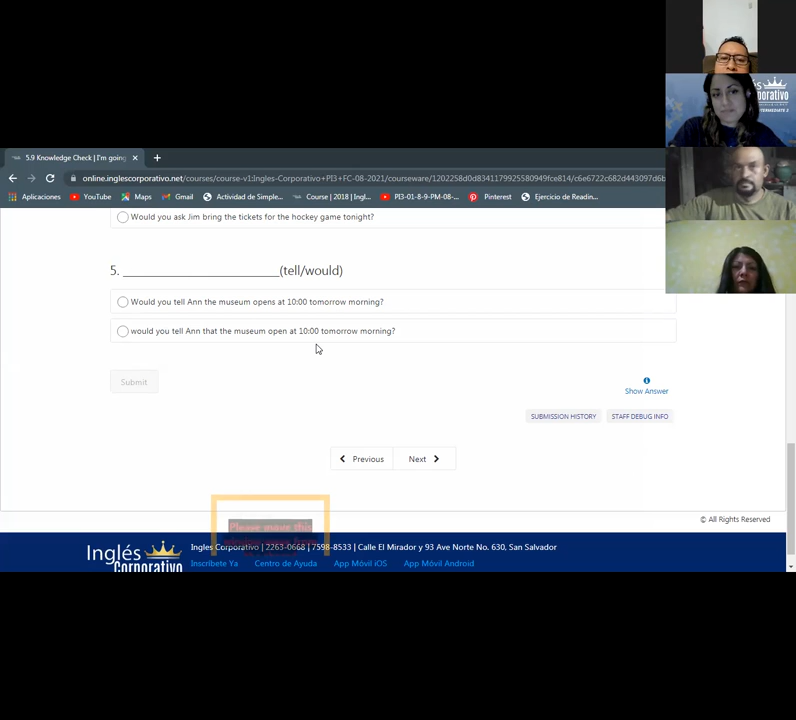 5.9 Knowledge Check | I'm going
online.inglescorporativo.net/courses/course-v1:Ingles-Corporativo+PI3+FC-08-2021/courseware/1202258d0d8341179925580949fce814/c6e6722c682d443097d6b
Aplicaciones YouTube Maps Gmail Actividad de Simple... Course | 2018 | Ingl... PI3-01-8-9-PM-08-... Pinterest Ejercicio de Readin...
Would you ask Jim bring the tickets for the hockey game tonight?
5. ____________________________(tell/would)
Would you tell Ann the museum opens at 10:00 tomorrow morning?
would you tell Ann that the museum open at 10:00 tomorrow morning?
Submit
Show Answer
SUBMISSION HISTORY STAFF DEBUG INFO
Previous Next
© All Rights Reserved
Please move this
Inglés Corporativo
Ingles Corporativo | 2263-0668 | 7598-8533 | Calle El Mirador y 93 Ave Norte No. 630, San Salvador
Inscríbete Ya Centro de Ayuda App Móvil iOS App Móvil Android